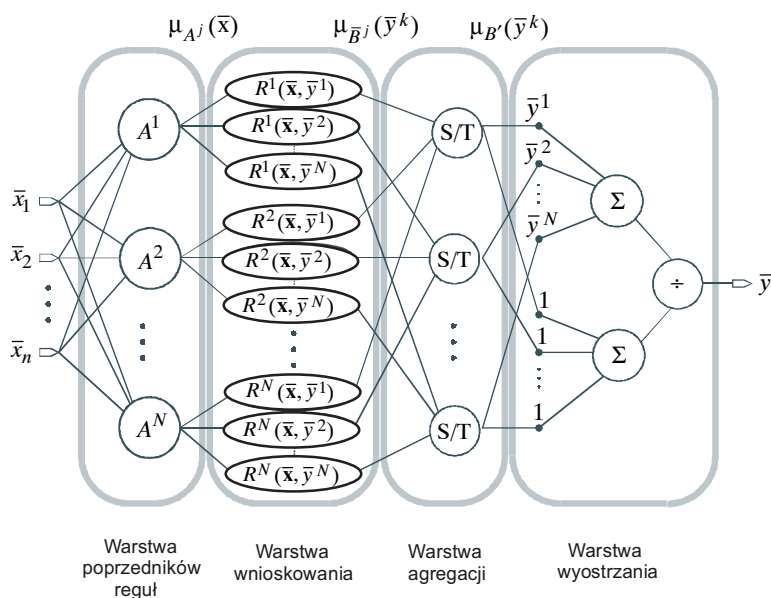 μ_{A^j}(x̄) μ_{B̄^j}(ȳ^k) μ_{B′}(ȳ^k)
R^1(x̄, ȳ^1)
A^1
R^1(x̄, ȳ^2)
S/T
ȳ^1
R^1(x̄, ȳ^N)
ȳ^2
x̄_1
Σ
R^2(x̄, ȳ^1)
ȳ^N
x̄_2
A^2
R^2(x̄, ȳ^2)
S/T
÷
ȳ
R^2(x̄, ȳ^N)
1
x̄_n
1
Σ
R^N(x̄, ȳ^1)
1
A^N
R^N(x̄, ȳ^2)
S/T
R^N(x̄, ȳ^N)
Warstwa
poprzedników
reguł
Warstwa
wnioskowania
Warstwa
agregacji
Warstwa
wyostrzania